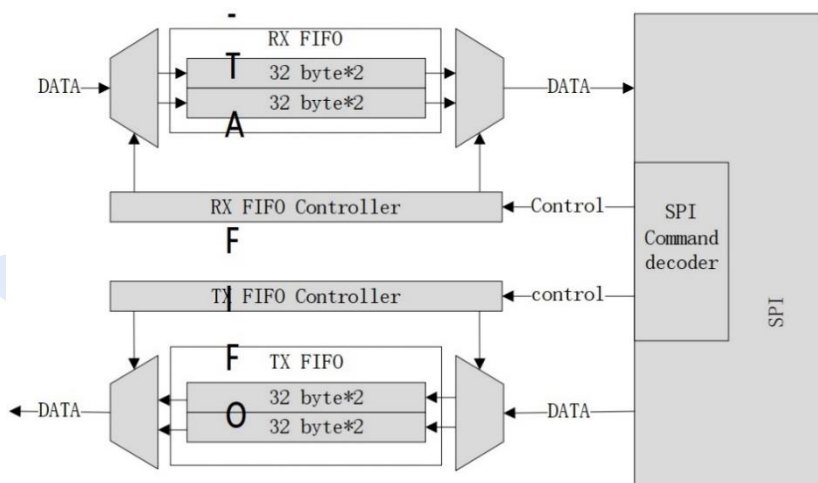 -
T
A
F
I
F
O
RX FIFO
DATA
32 byte*2
32 byte*2
DATA
RX FIFO Controller
Control
SPI
Command
decoder
SPI
TX FIFO Controller
control
TX FIFO
DATA
32 byte*2
32 byte*2
DATA